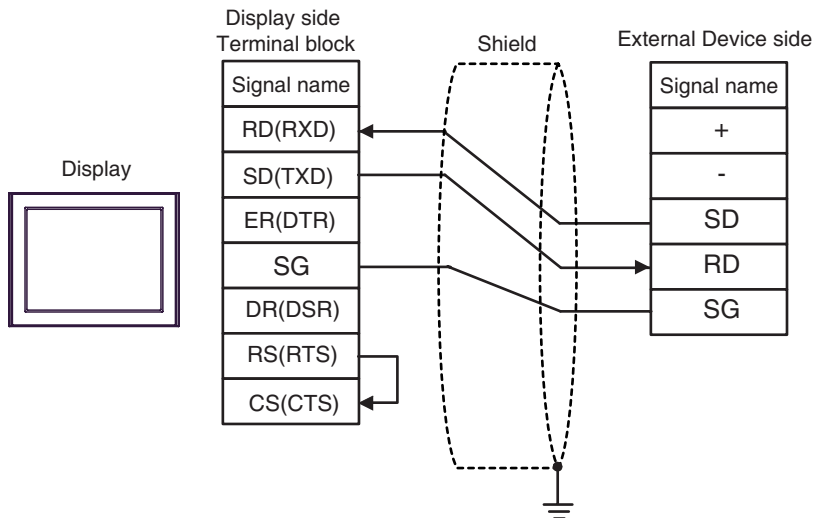 Display side
Terminal block
Shield
External Device side
Display
Signal name
RD(RXD)
SD(TXD)
ER(DTR)
SG
DR(DSR)
RS(RTS)
CS(CTS)
Signal name
+
-
SD
RD
SG